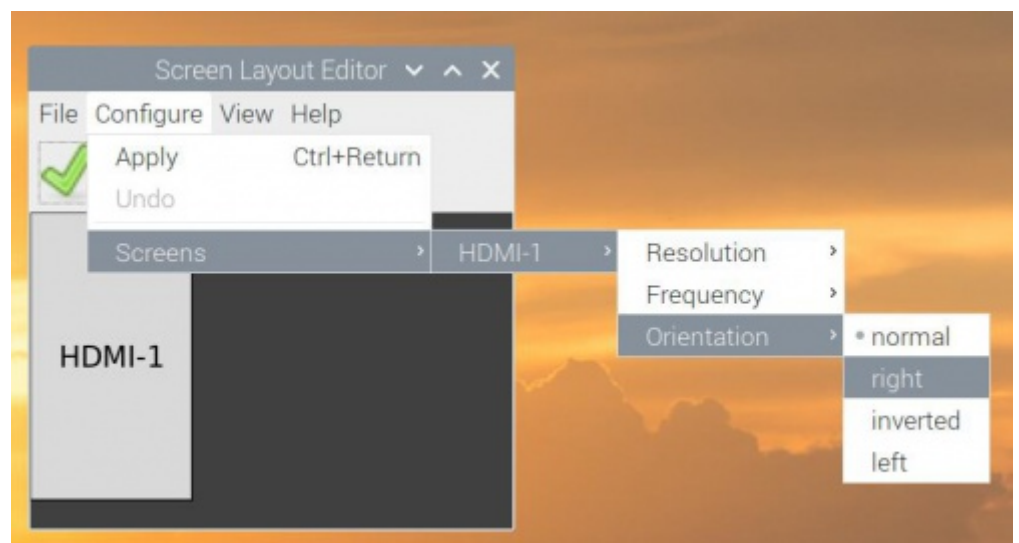 Screen Layout Editor
File Configure View Help
Apply Ctrl+Return
Undo
Screens HDMI-1 Resolution
Frequency
Orientation normal
HDMI-1 right
inverted
left